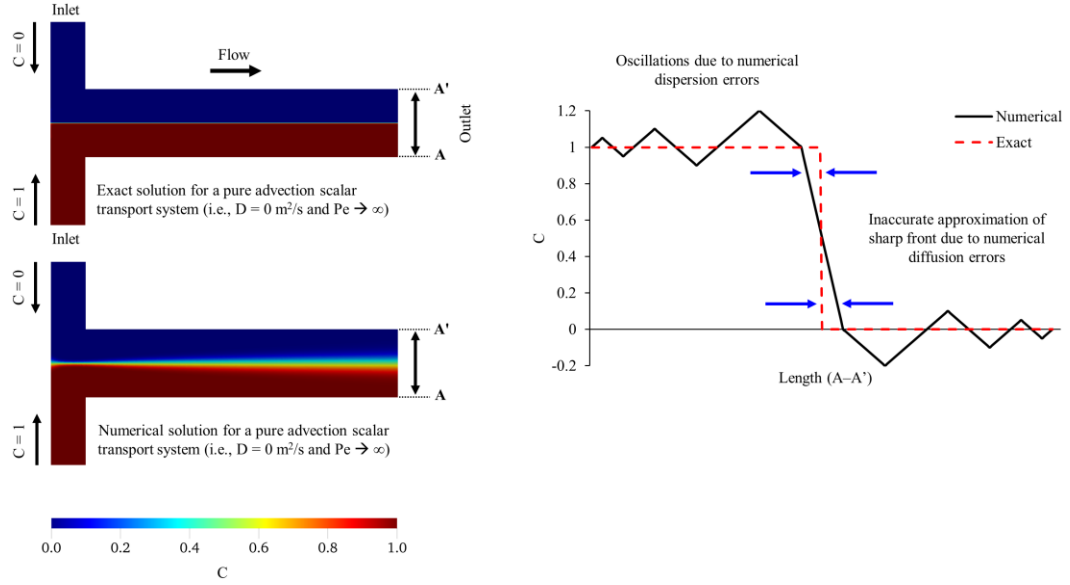 Inlet
C = 0
Flow
A'
Outlet
A
C = 1
Exact solution for a pure advection scalar
transport system (i.e., D = 0 m²/s and Pe → ∞)
Inlet
C = 0
A'
A
C = 1
Numerical solution for a pure advection scalar
transport system (i.e., D = 0 m²/s and Pe → ∞)
0.0 0.2 0.4 0.6 0.8 1.0
C
Oscillations due to numerical
dispersion errors
Numerical
Exact
Inaccurate approximation of
sharp front due to numerical
diffusion errors
1.2
1
0.8
0.6
0.4
0.2
0
-0.2
C
Length (A–A’)